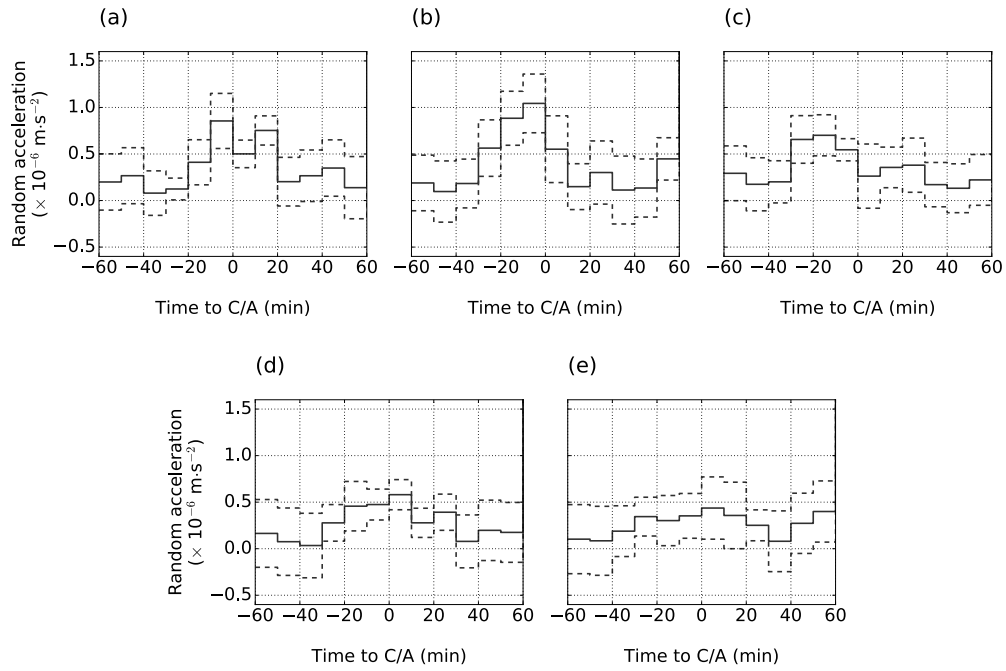 (a) (b) (c)
Random acceleration
(× 10⁻⁶ m·s⁻²)
1.5
1.0
0.5
0.0
−0.5
−60 −40 −20 0 20 40 60
Time to C/A (min)
−60 −40 −20 0 20 40 60
Time to C/A (min)
−60 −40 −20 0 20 40 60
Time to C/A (min)
(d) (e)
Random acceleration
(× 10⁻⁶ m·s⁻²)
1.5
1.0
0.5
0.0
−0.5
−60 −40 −20 0 20 40 60
Time to C/A (min)
−60 −40 −20 0 20 40 60
Time to C/A (min)